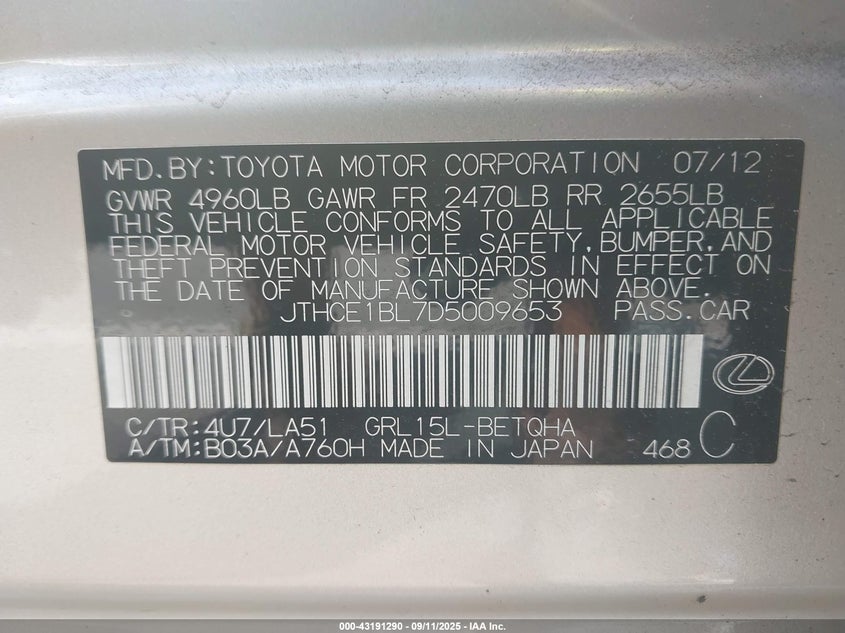 MFD.BY:TOYOTA MOTOR CORPORATION 07/12
GVWR 4960LB GAWR FR 2470LB RR 2655LB
THIS VEHICLE CONFORMS TO ALL APPLICABLE
FEDERAL MOTOR VEHICLE SAFETY,BUMPER,AND
THEFT PREVENTION STANDARDS IN EFFECT ON
THE DATE OF MANUFACTURE SHOWN ABOVE.
JTHCE1BL7D5009653 PASS.CAR
C/TR:4U7/LA51 GRL15L-BETQHA
A/TM:B03A/A760H MADE IN JAPAN 468 C
000-43191290 - 09/11/2025 - IAA Inc.